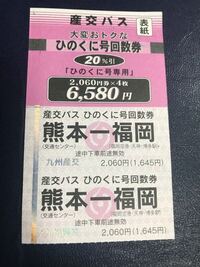 産交バス
表紙
大変おトクな
ひのくに号回数券
20%引
「ひのくに号専用」
2,060円券×4枚
6,580円
産交バス ひのくに号回数券
熊本ー福岡
(交通センター)
途中下車前途無効
九州産交
2,060円(1,645円)
産交バス ひのくに号回数券
熊本ー福岡
(交通センター)
途中下車前途無効
2,060円(1,645円)